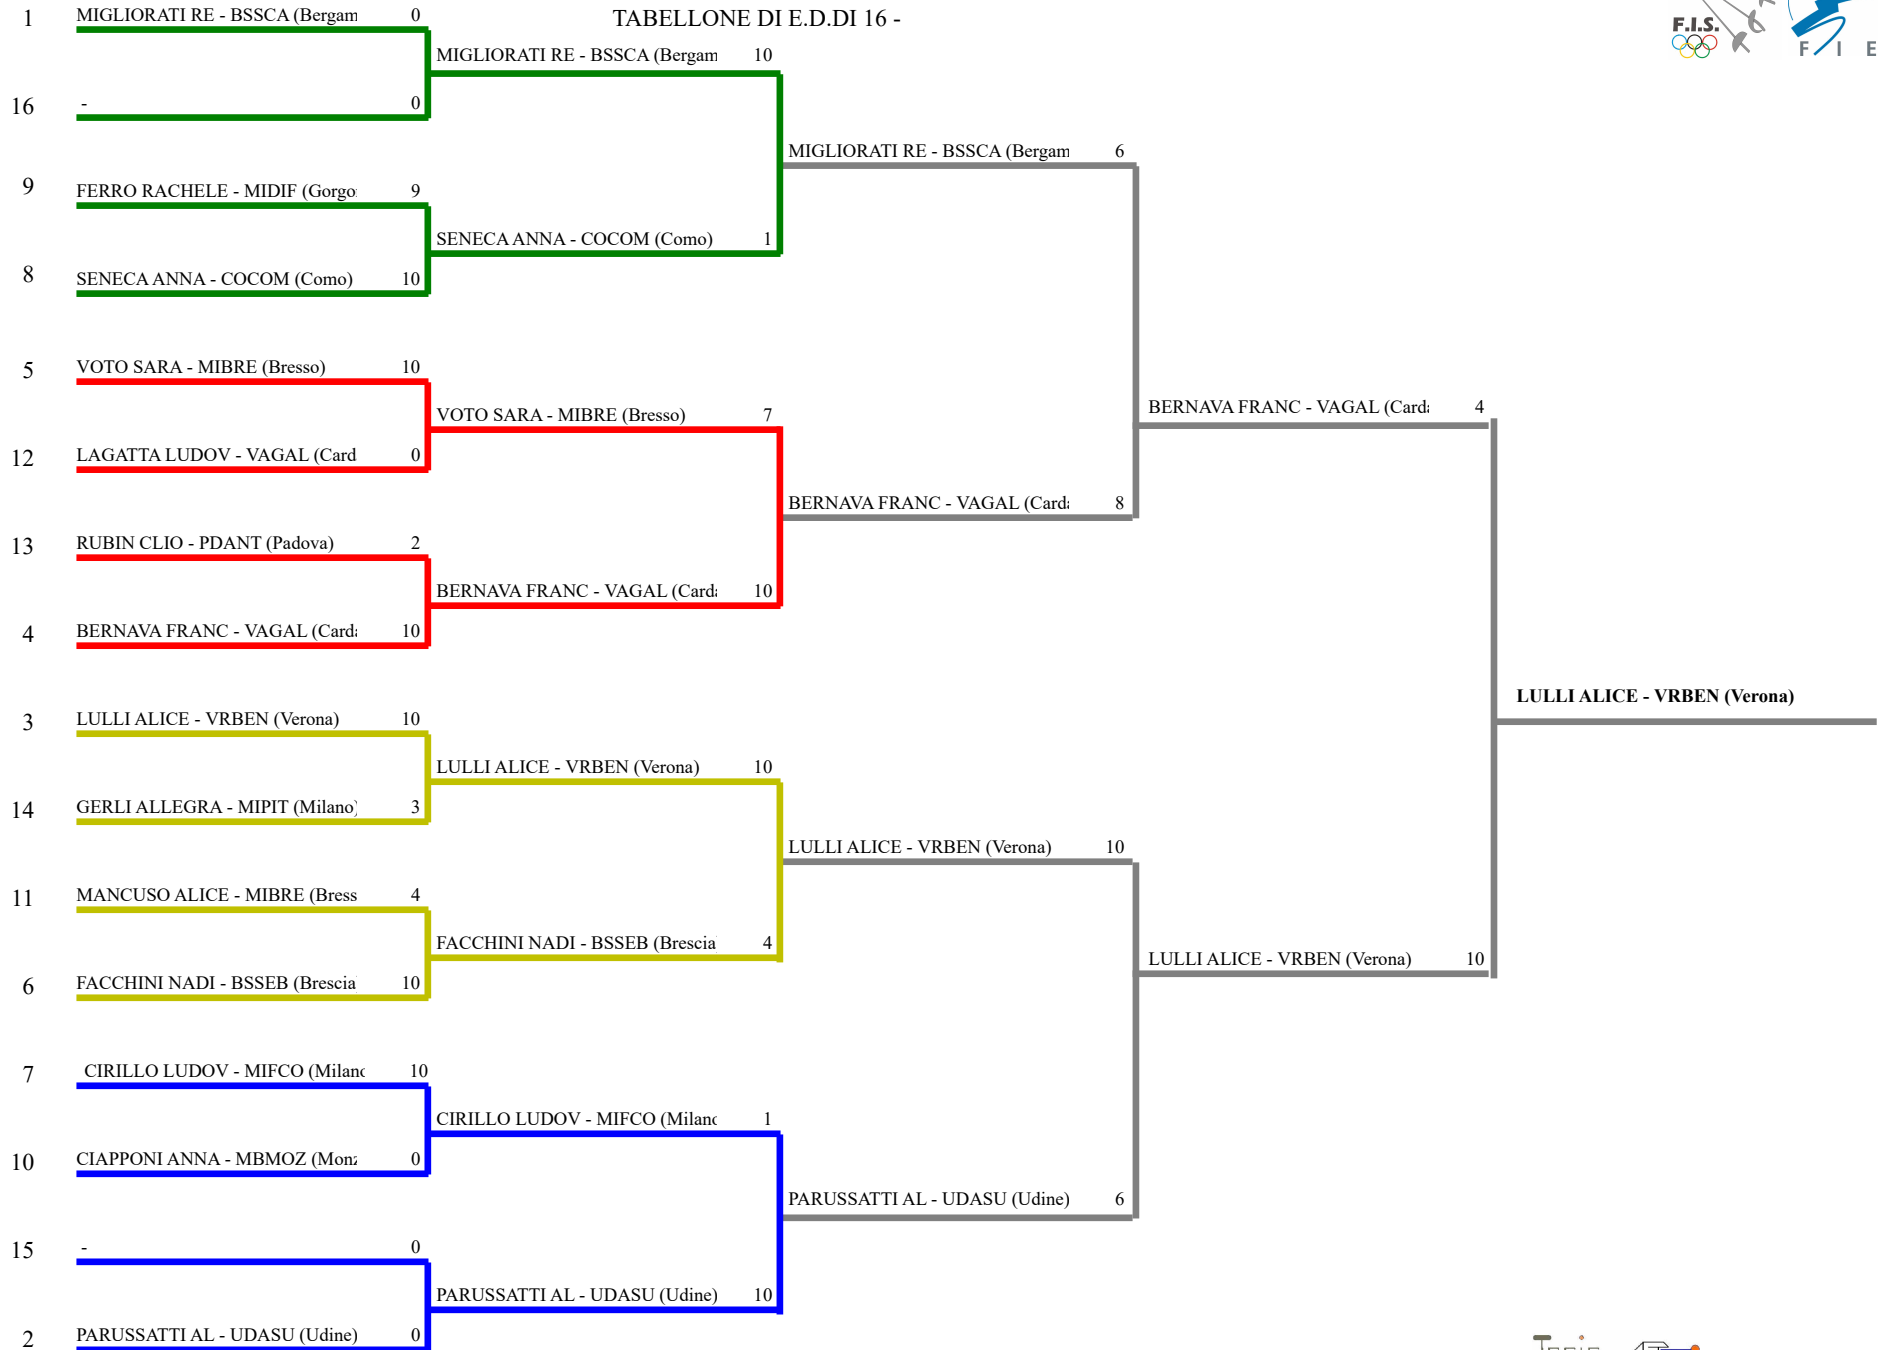 TABELLONE DI E.D.DI 16 -
F.I.S.
F I E
1 MIGLIORATI RE - BSSCA (Bergam 0
MIGLIORATI RE - BSSCA (Bergam 10
16 - 0
MIGLIORATI RE - BSSCA (Bergam 6
9 FERRO RACHELE - MIDIF (Gorgo 9
SENECA ANNA - COCOM (Como) 1
8 SENECA ANNA - COCOM (Como) 10
5 VOTO SARA - MIBRE (Bresso) 10
VOTO SARA - MIBRE (Bresso) 7
BERNAVA FRANC - VAGAL (Carda 4
12 LAGATTA LUDOV - VAGAL (Card 0
BERNAVA FRANC - VAGAL (Carda 8
13 RUBIN CLIO - PDANT (Padova) 2
BERNAVA FRANC - VAGAL (Carda 10
4 BERNAVA FRANC - VAGAL (Carda 10
LULLI ALICE - VRBEN (Verona)
3 LULLI ALICE - VRBEN (Verona) 10
LULLI ALICE - VRBEN (Verona) 10
14 GERLI ALLEGRA - MIPIT (Milano) 3
LULLI ALICE - VRBEN (Verona) 10
11 MANCUSO ALICE - MIBRE (Bress 4
FACCHINI NADI - BSSEB (Brescia 4
LULLI ALICE - VRBEN (Verona) 10
6 FACCHINI NADI - BSSEB (Brescia 10
7 CIRILLO LUDOV - MIFCO (Milano 10
CIRILLO LUDOV - MIFCO (Milano 1
10 CIAPPONI ANNA - MBMOZ (Monz 0
PARUSSATTI AL - UDASU (Udine) 6
15 - 0
PARUSSATTI AL - UDASU (Udine) 10
2 PARUSSATTI AL - UDASU (Udine) 0